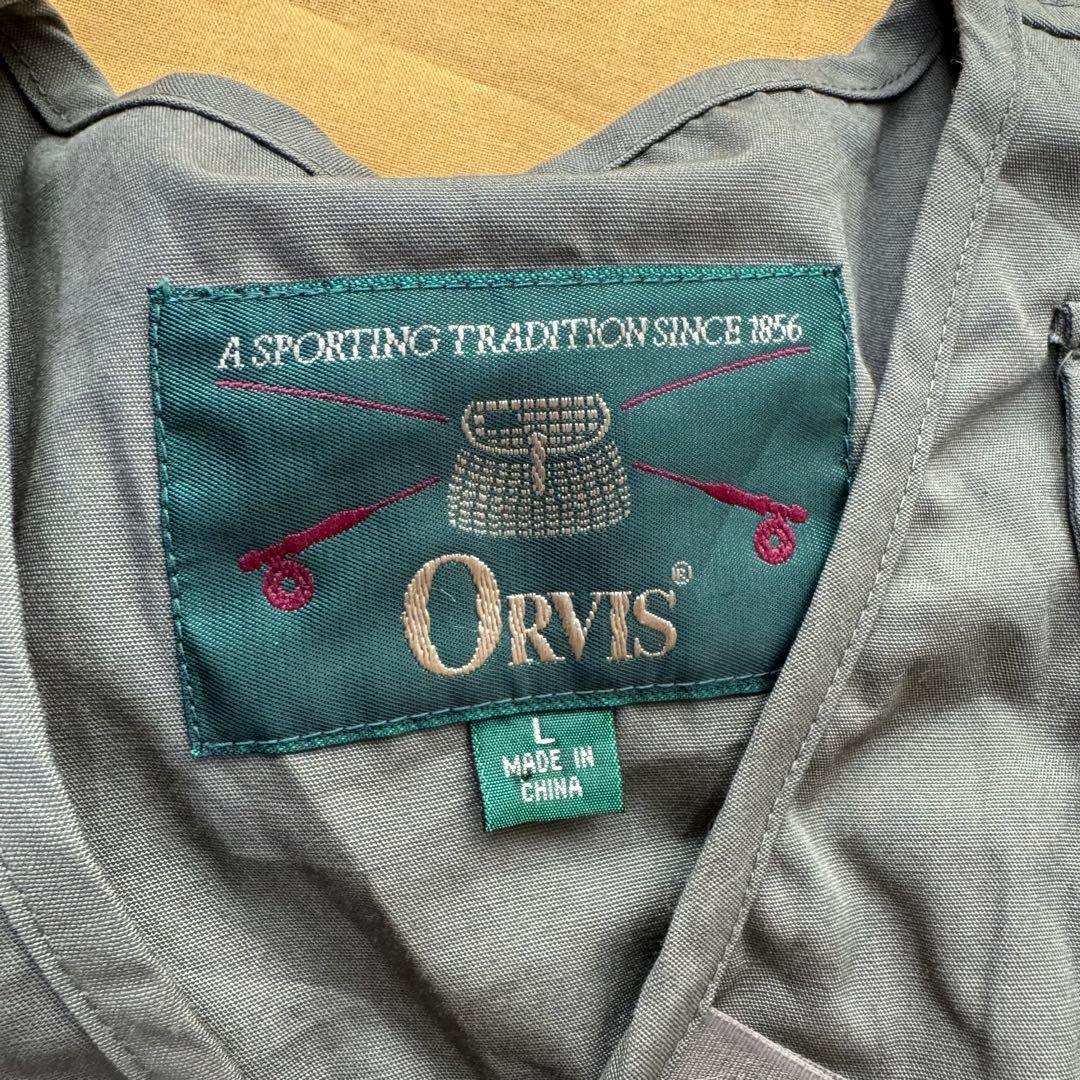 A SPORTING TRADITION SINCE 1856
ORVIS®
L
MADE IN
CHINA